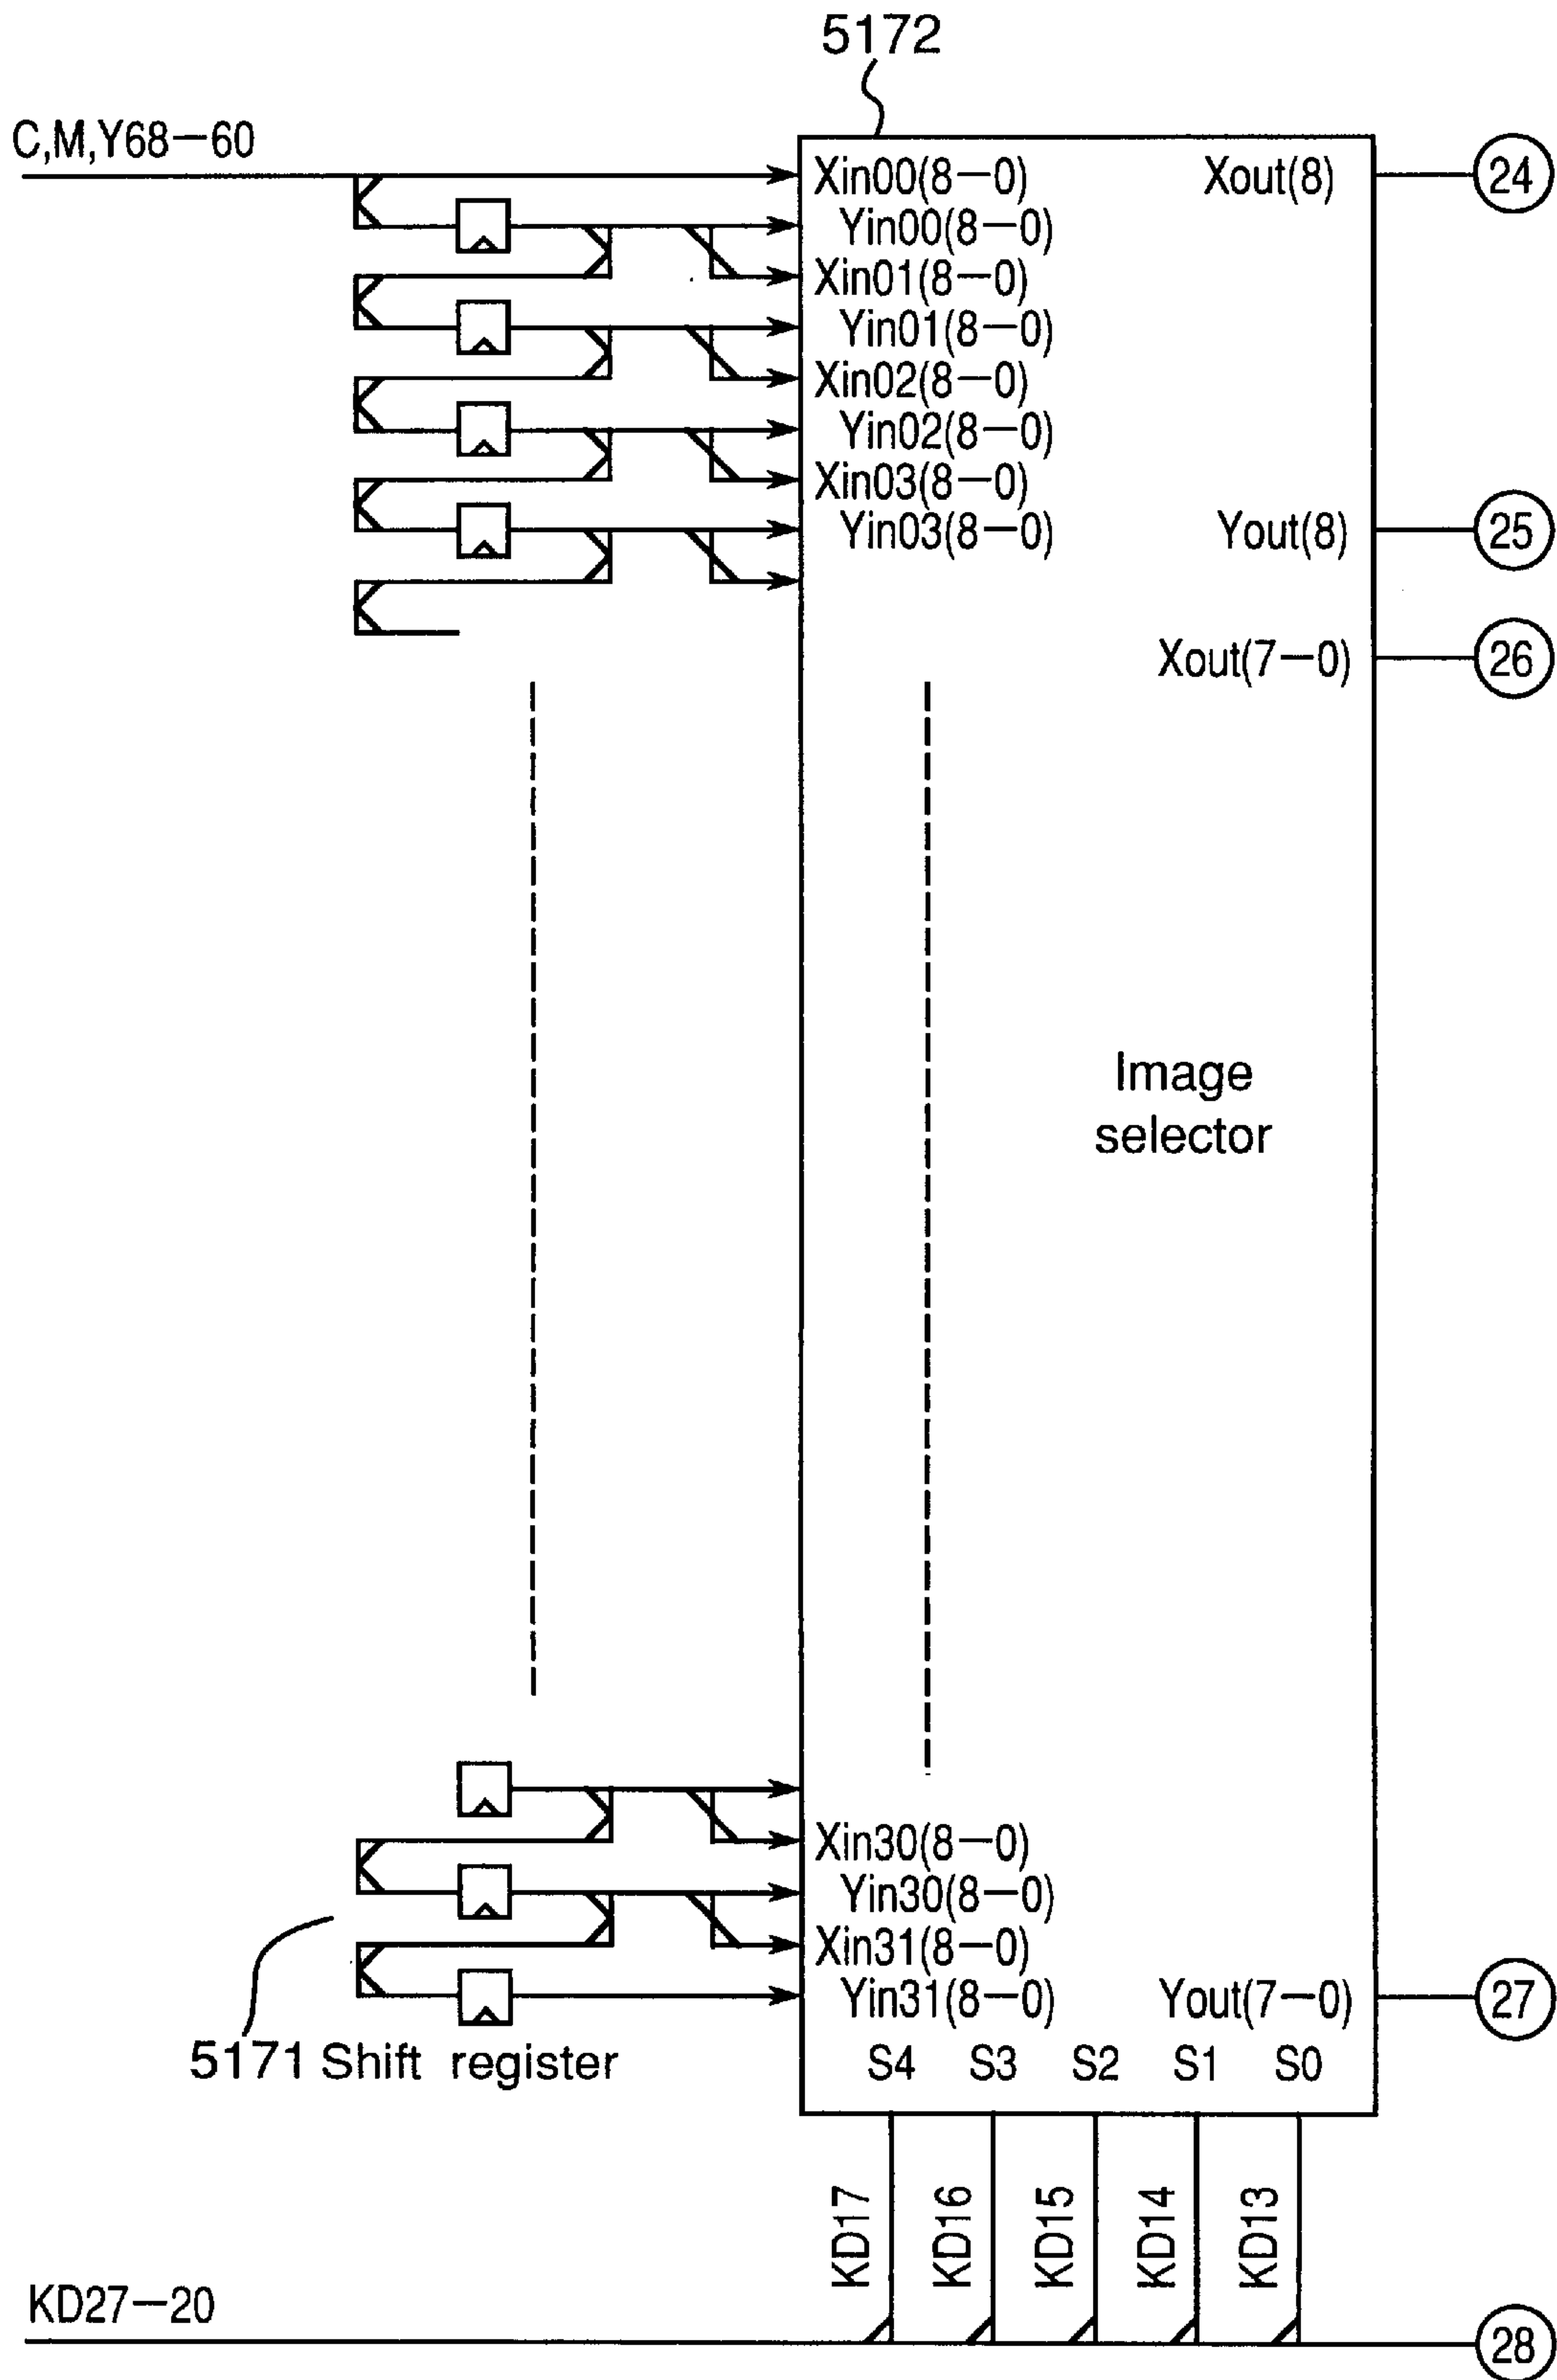 5172
C,M,Y68—60
Xin00(8—0) Xout(8) 24
Yin00(8—0)
Xin01(8—0)
Yin01(8—0)
Xin02(8—0)
Yin02(8—0)
Xin03(8—0)
Yin03(8—0) Yout(8) 25
Xout(7—0) 26
Image
selector
Xin30(8—0)
Yin30(8—0)
Xin31(8—0)
Yin31(8—0) Yout(7—0) 27
5171 Shift register
S4 S3 S2 S1 S0
KD17 KD16 KD15 KD14 KD13
KD27—20 28